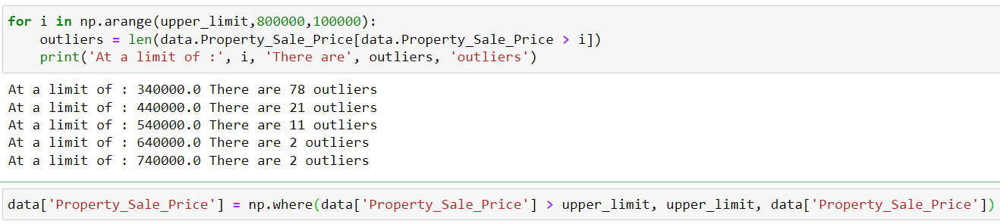 for i in np.arange(upper_limit,800000,100000):
    outliers = len(data.Property_Sale_Price[data.Property_Sale_Price > i])
    print('At a limit of :', i, 'There are', outliers, 'outliers')
At a limit of : 340000.0 There are 78 outliers
At a limit of : 440000.0 There are 21 outliers
At a limit of : 540000.0 There are 11 outliers
At a limit of : 640000.0 There are 2 outliers
At a limit of : 740000.0 There are 2 outliers
data['Property_Sale_Price'] = np.where(data['Property_Sale_Price'] > upper_limit, upper_limit, data['Property_Sale_Price'])